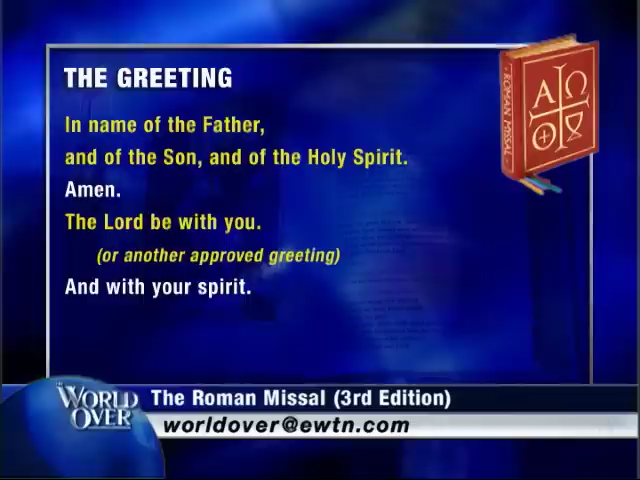 THE GREETING
In name of the Father,
and of the Son, and of the Holy Spirit.
Amen.
The Lord be with you.
(or another approved greeting)
And with your spirit.
ROMAN MISSAL
A Ω
THE WORLD OVER
The Roman Missal (3rd Edition)
worldover@ewtn.com